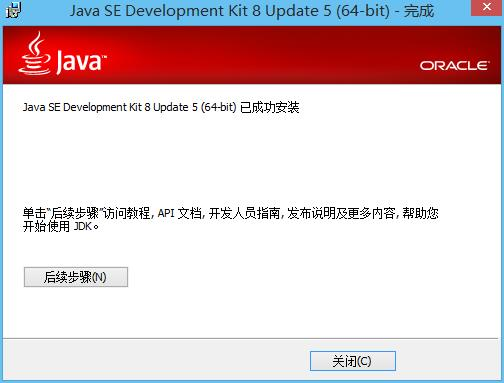 Java SE Development Kit 8 Update 5 (64-bit) - 完成
Java™
ORACLE®
Java SE Development Kit 8 Update 5 (64-bit) 已成功安装
单击“后续步骤”访问教程, API 文档, 开发人员指南, 发布说明及更多内容, 帮助您
开始使用 JDK。
后续步骤(N)
关闭(C)